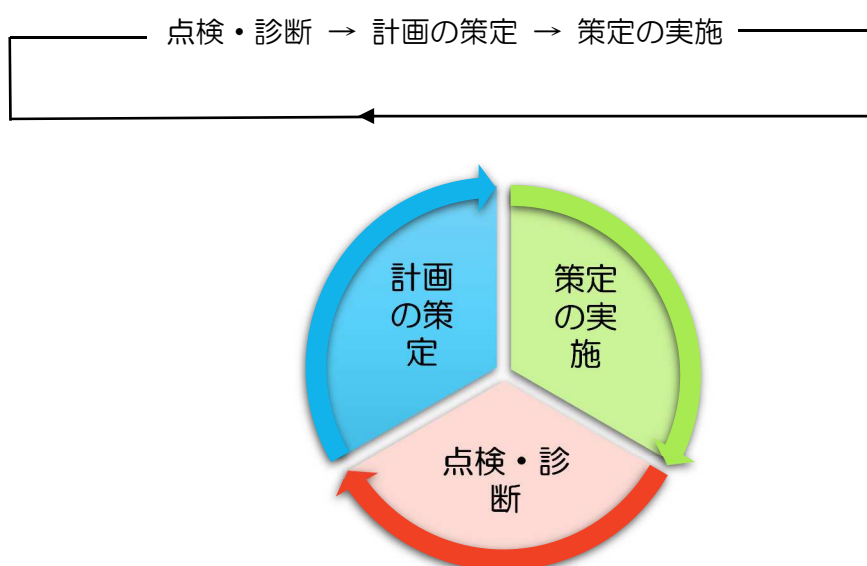 点検・診断 → 計画の策定 → 策定の実施
計画
の策
定
策定
の実
施
点検・診
断